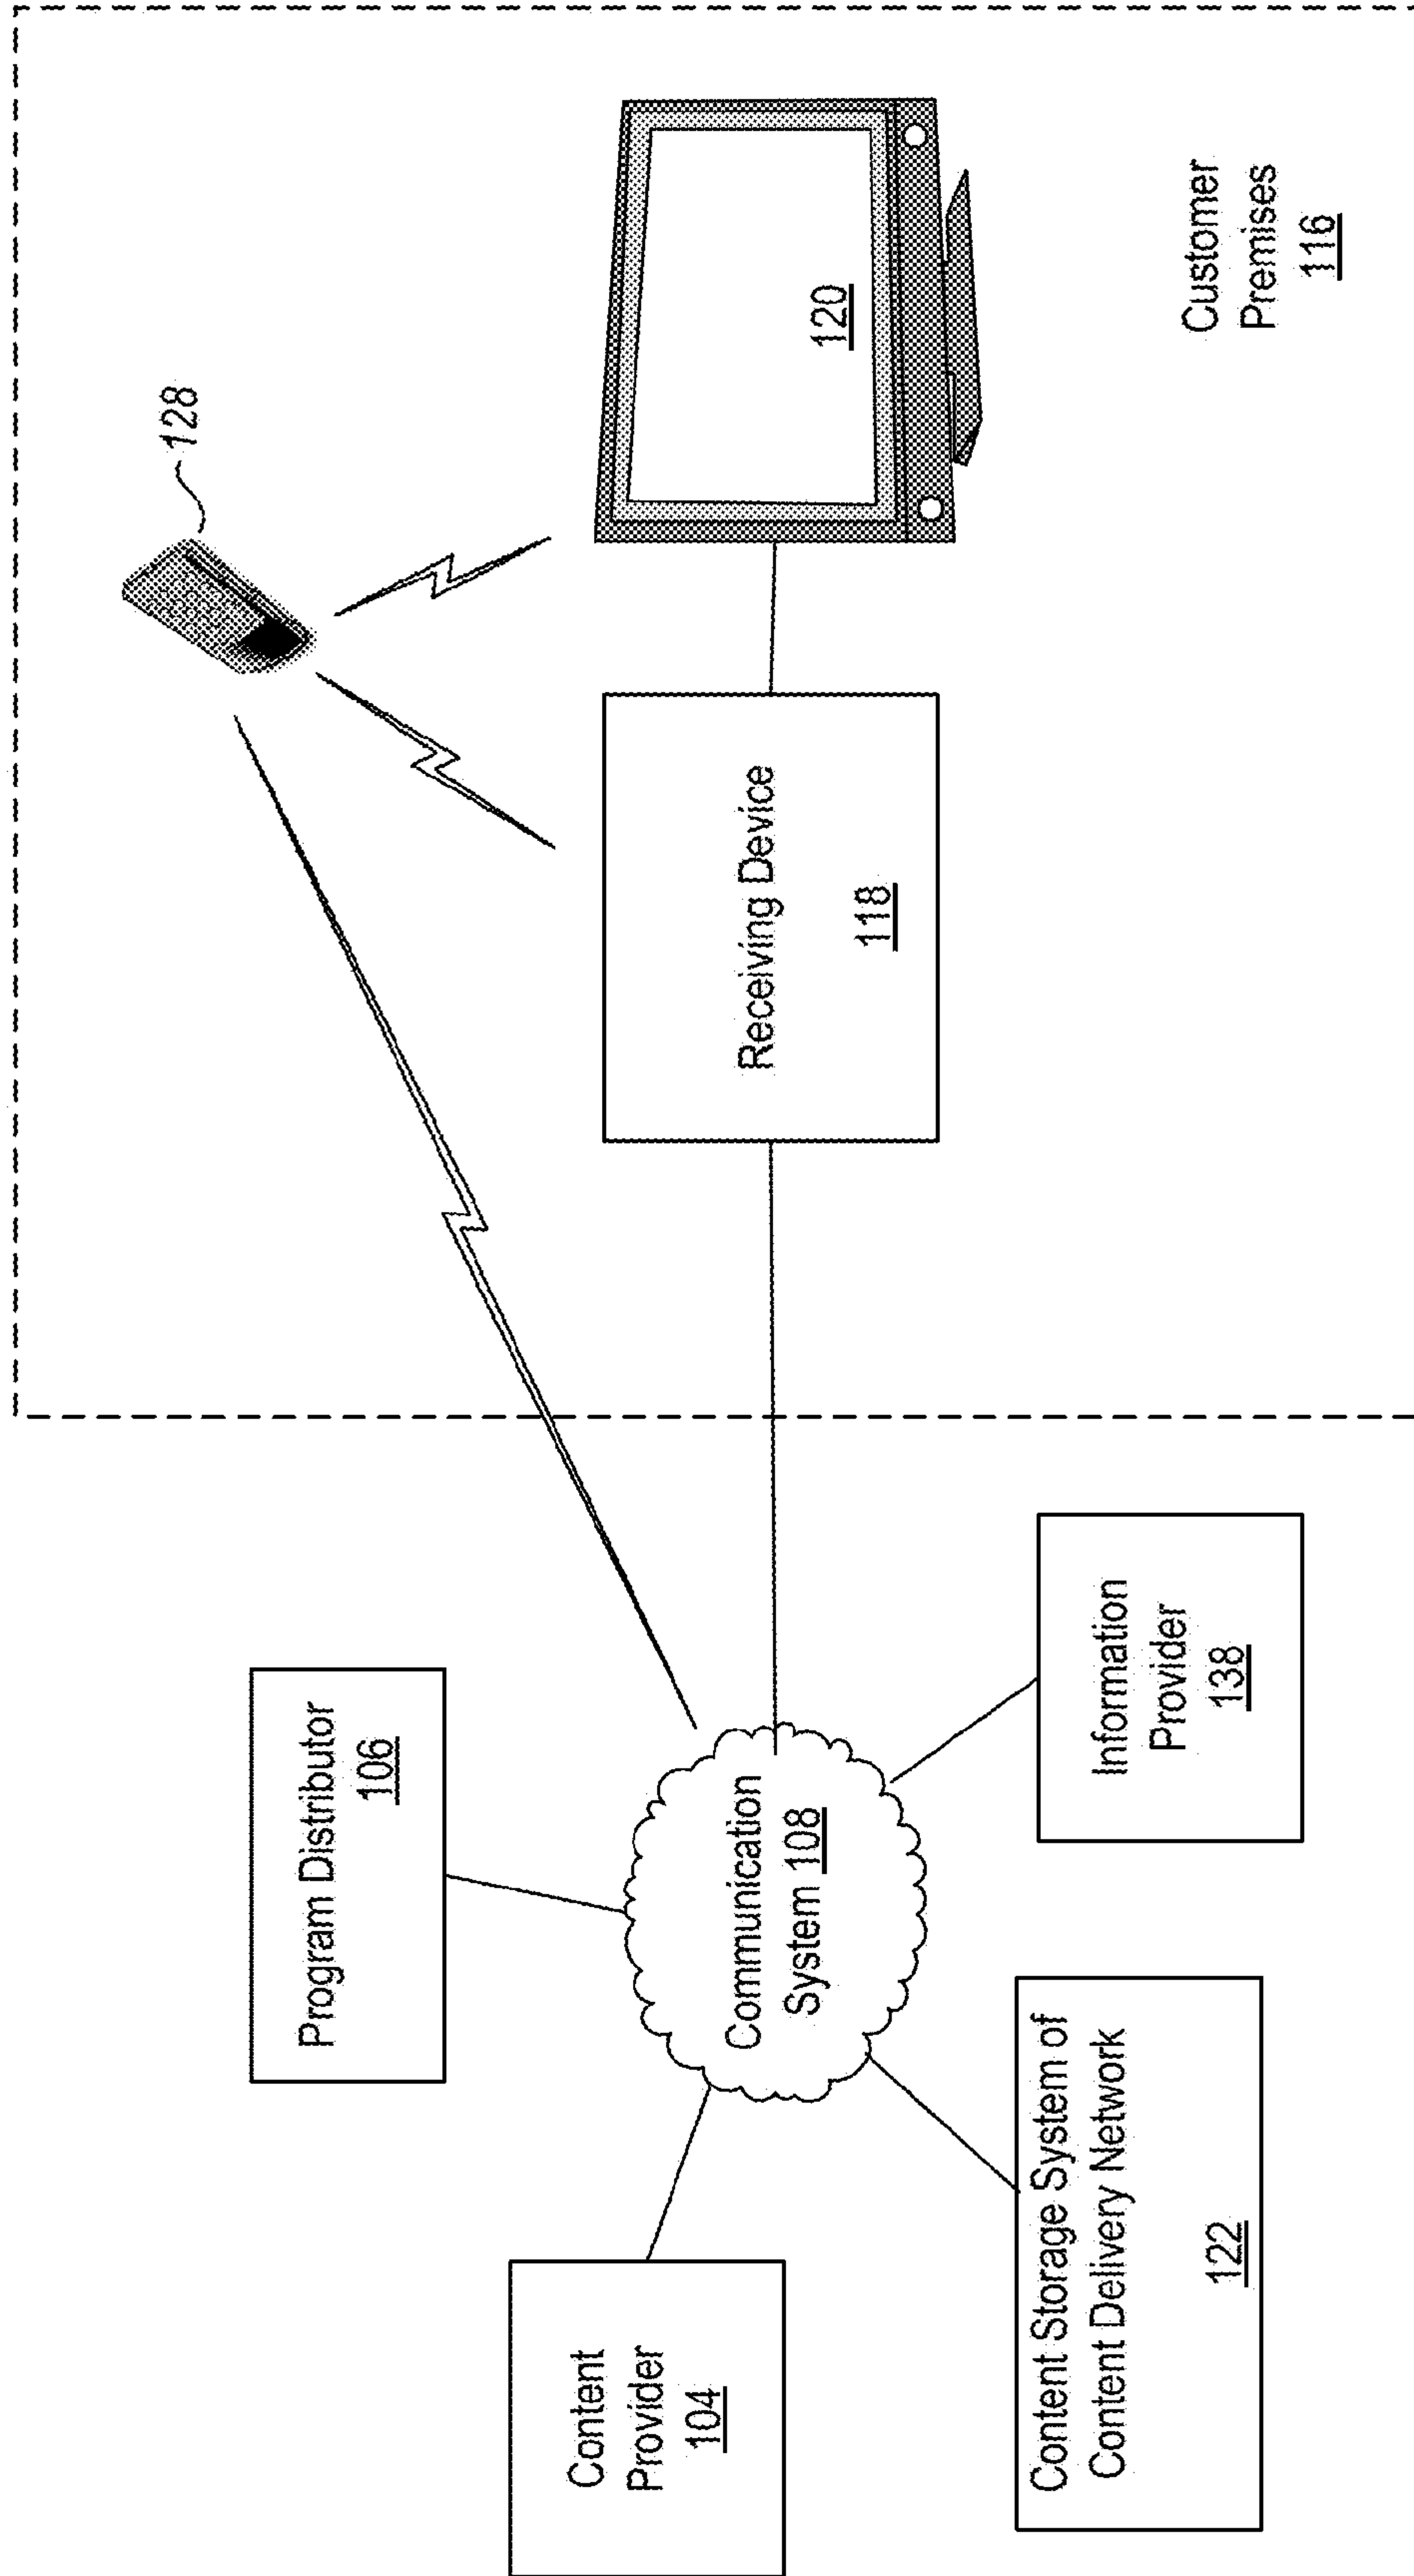 Content
Provider
104
Program Distributor
106
Communication
System 108
Content Storage System of
Content Delivery Network
122
Information
Provider
138
Receiving Device
118
128
120
Customer
Premises
116